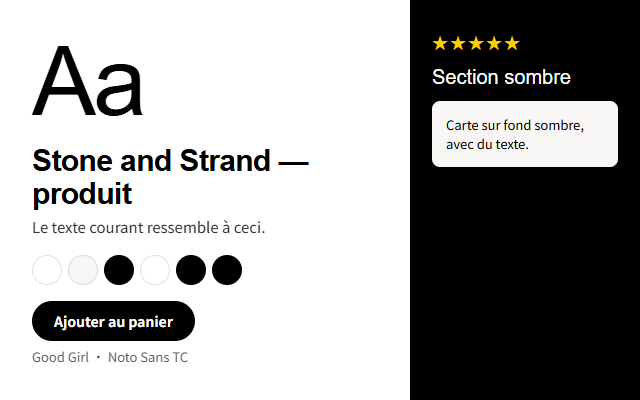 Aa
Stone and Strand —
produit
Le texte courant ressemble à ceci.
Ajouter au panier
Good Girl • Noto Sans TC
★★★★★
Section sombre
Carte sur fond sombre,
avec du texte.